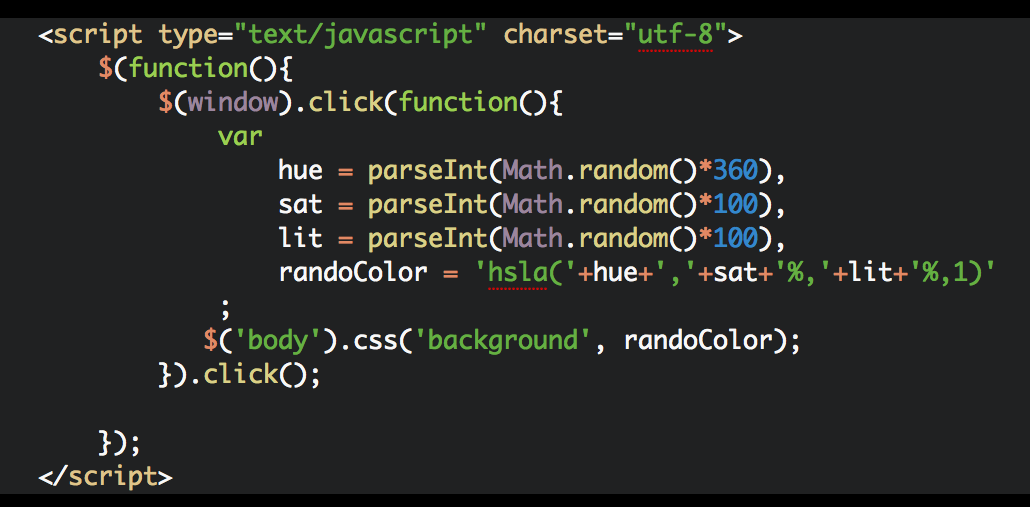 <script type="text/javascript" charset="utf-8">
    $(function(){
        $(window).click(function(){
            var
                hue = parseInt(Math.random()*360),
                sat = parseInt(Math.random()*100),
                lit = parseInt(Math.random()*100),
                randoColor = 'hsla('+hue+','+sat+'%,'+lit+'%,1)'
            ;
           $('body').css('background', randoColor);
        }).click();

    });
</script>